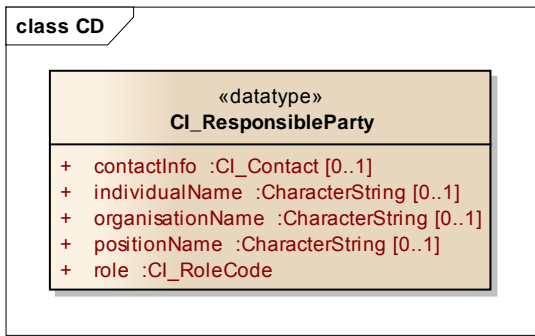 class CD
«datatype»
CI_ResponsibleParty
+ contactInfo :CI_Contact [0..1]
+ individualName :CharacterString [0..1]
+ organisationName :CharacterString [0..1]
+ positionName :CharacterString [0..1]
+ role :CI_RoleCode